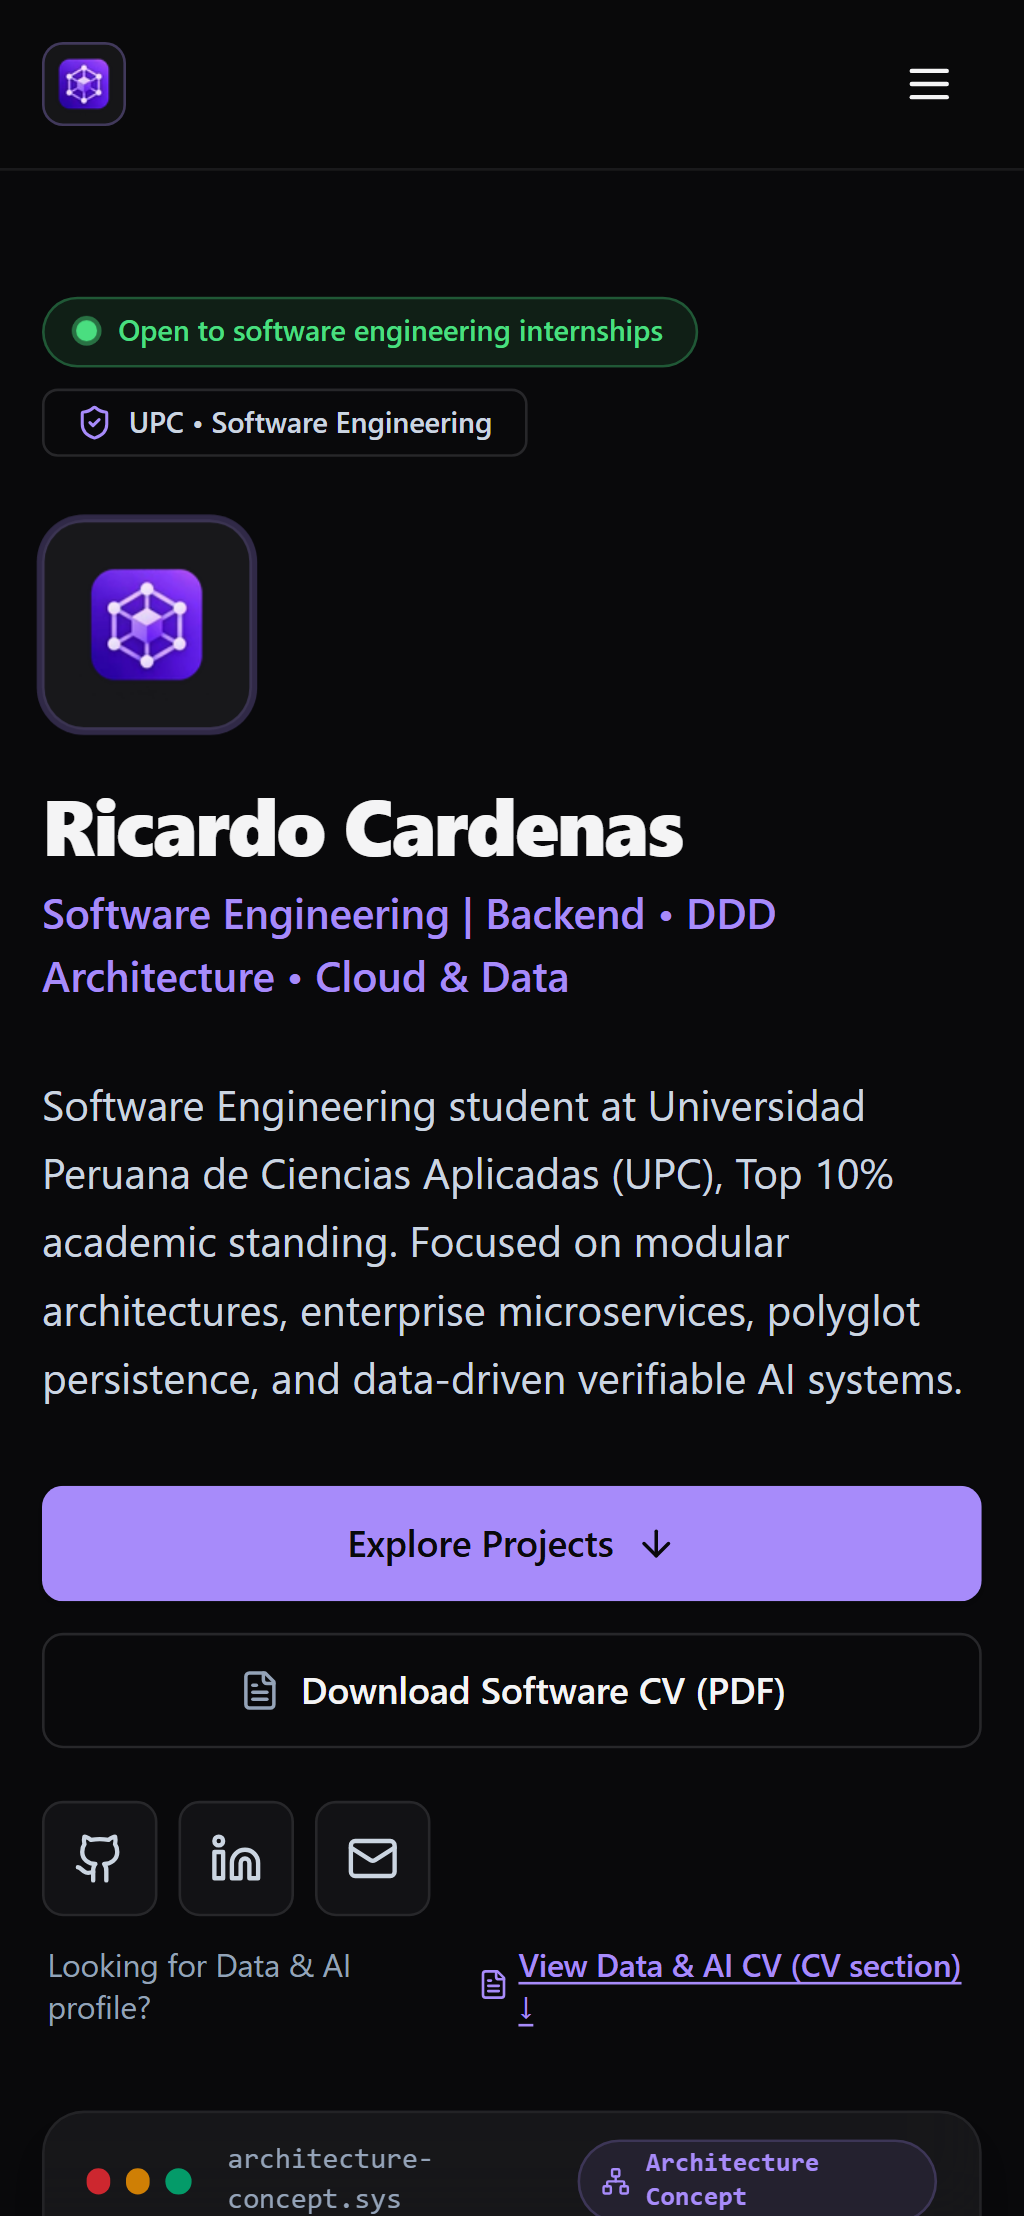 Open to software engineering internships
UPC • Software Engineering
Ricardo Cardenas
Software Engineering | Backend • DDD
Architecture • Cloud & Data
Software Engineering student at Universidad
Peruana de Ciencias Aplicadas (UPC), Top 10%
academic standing. Focused on modular
architectures, enterprise microservices, polyglot
persistence, and data-driven verifiable AI systems.
Explore Projects ↓
Download Software CV (PDF)
Looking for Data & AI
profile?
View Data & AI CV (CV section)
↓
architecture-
concept.sys
Architecture
Concept